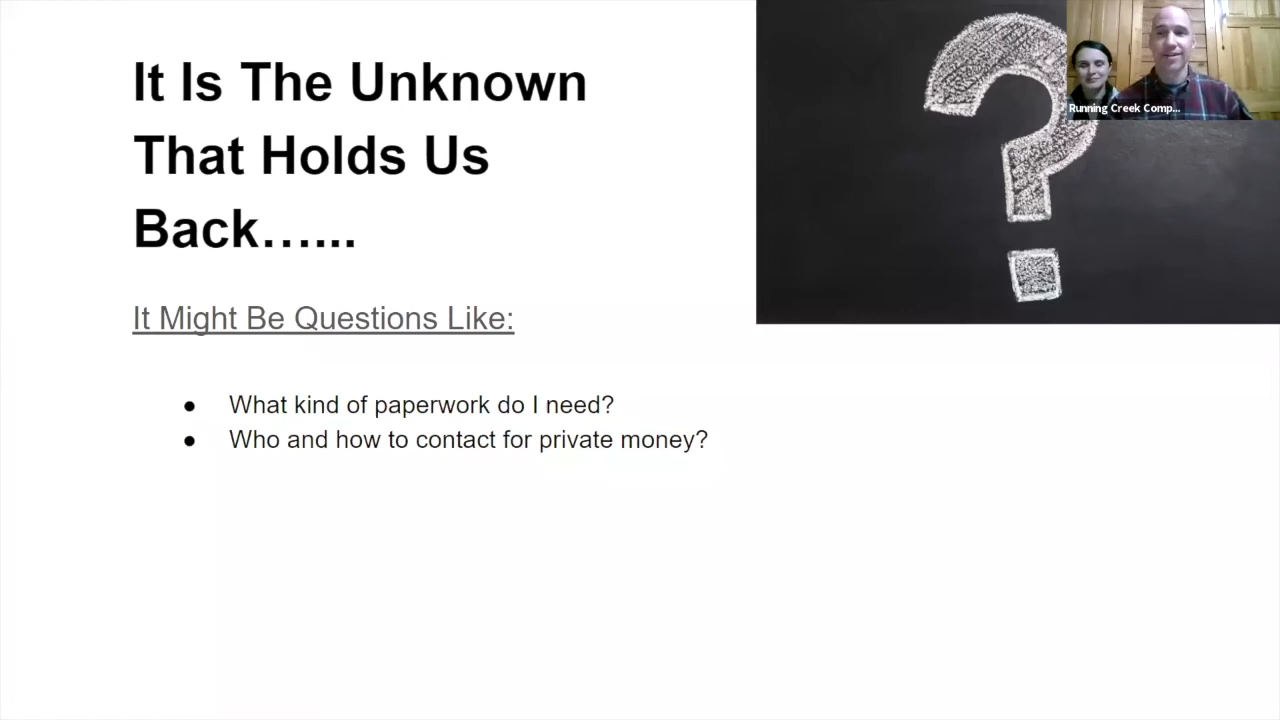 It Is The Unknown
That Holds Us
Back…...
It Might Be Questions Like:
● What kind of paperwork do I need?
● Who and how to contact for private money?
Running Creek Comp...